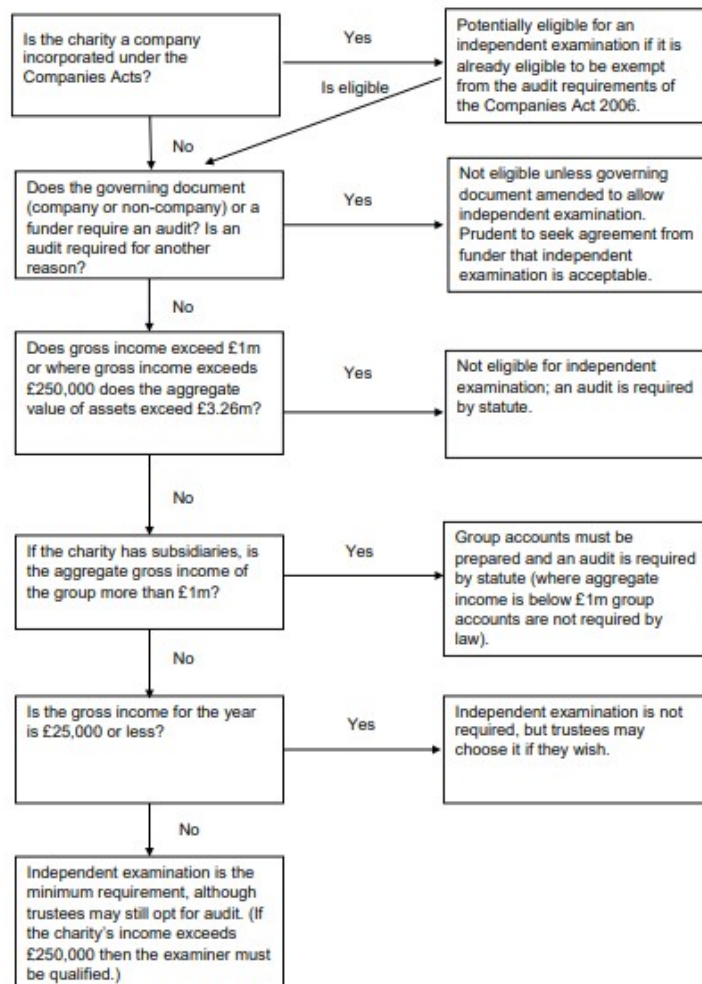 Is the charity a company
incorporated under the
Companies Acts?
Yes
Potentially eligible for an
independent examination if it is
already eligible to be exempt
from the audit requirements of
the Companies Act 2006.
Is eligible
No
Does the governing document
(company or non-company) or a
funder require an audit? Is an
audit required for another
reason?
Yes
Not eligible unless governing
document amended to allow
independent examination.
Prudent to seek agreement from
funder that independent
examination is acceptable.
No
Does gross income exceed £1m
or where gross income exceeds
£250,000 does the aggregate
value of assets exceed £3.26m?
Yes
Not eligible for independent
examination; an audit is required
by statute.
No
If the charity has subsidiaries, is
the aggregate gross income of
the group more than £1m?
Yes
Group accounts must be
prepared and an audit is required
by statute (where aggregate
income is below £1m group
accounts are not required by
law).
No
Is the gross income for the year
is £25,000 or less?
Yes
Independent examination is not
required, but trustees may
choose it if they wish.
No
Independent examination is the
minimum requirement, although
trustees may still opt for audit. (If
the charity's income exceeds
£250,000 then the examiner must
be qualified.)